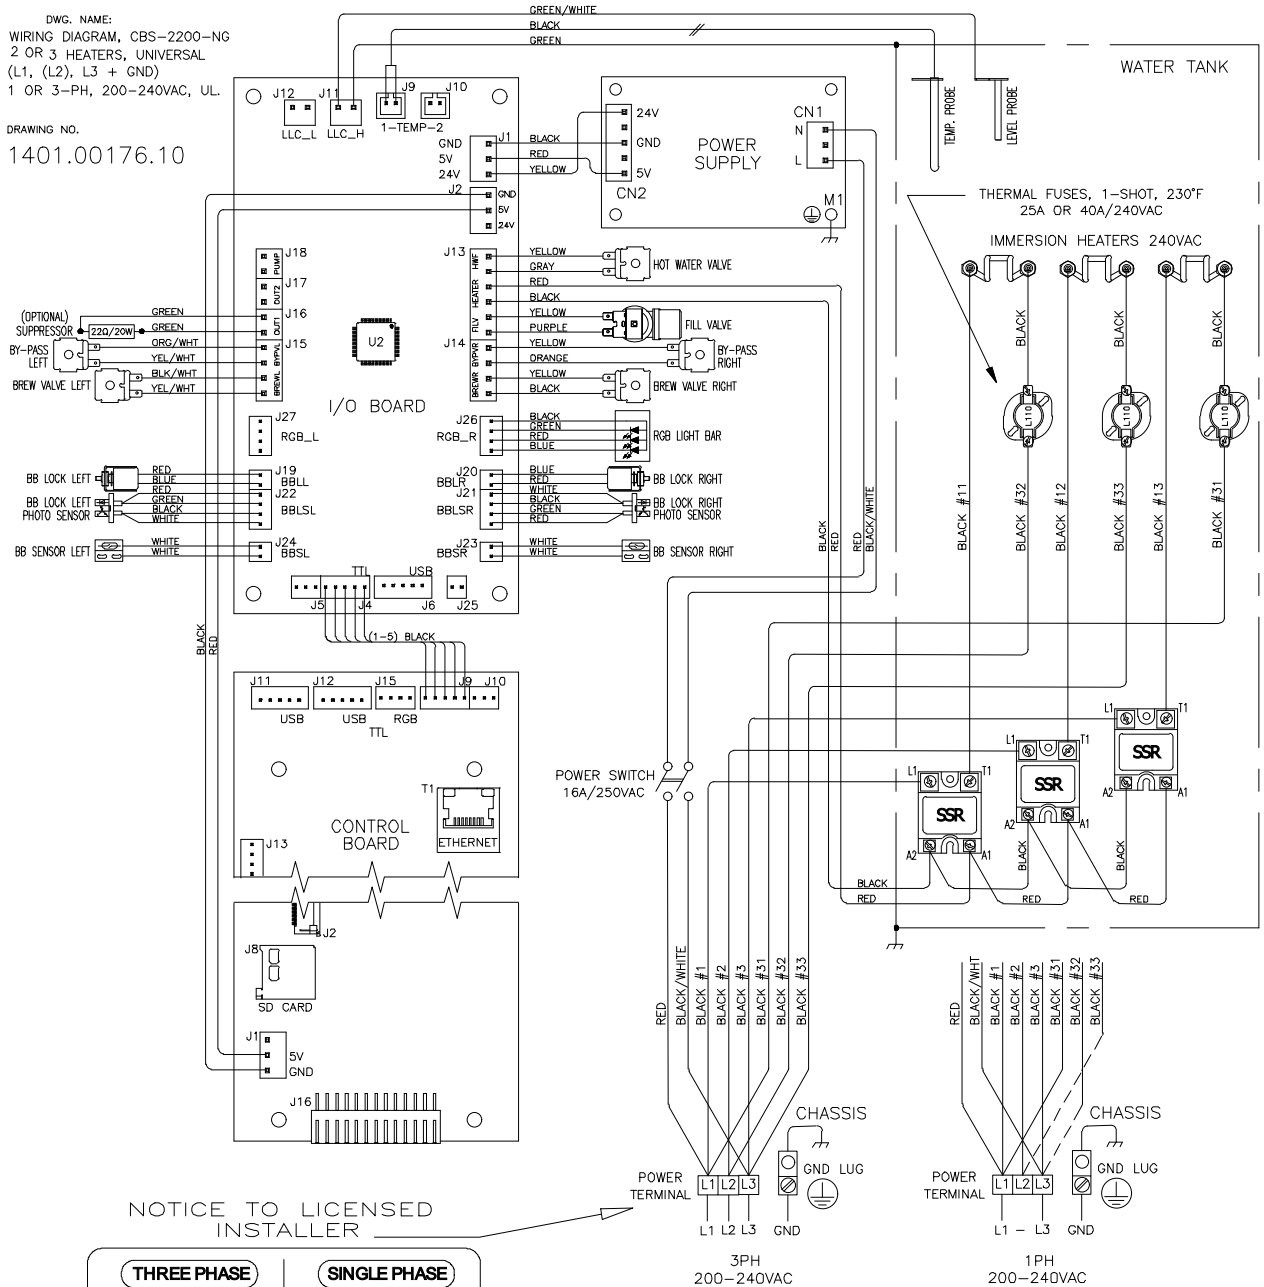 DWG. NAME:
WIRING DIAGRAM, CBS-2200-NG
2 OR 3 HEATERS, UNIVERSAL
(L1, (L2), L3 + GND)
1 OR 3-PH, 200-240VAC, UL.
DRAWING NO.
1401.00176.10
GREEN/WHITE
BLACK
GREEN
WATER TANK
TEMP. PROBE
LEVEL PROBE
J12
J11
J9
J10
LLC_L
LLC_H
1-TEMP-2
J1
GND
5V
24V
BLACK
RED
YELLOW
24V
GND
5V
CN2
POWER
SUPPLY
CN1
N
L
M1
J2
GND
5V
24V
THERMAL FUSES, 1-SHOT, 230°F
25A OR 40A/240VAC
IMMERSION HEATERS 240VAC
J18
PUMP
J17
OUT2
J16
OUT1
J15
BYPVL
BREWL
J13
HWF
HEATER
FILV
J14
BYPVR
BREWR
YELLOW
GRAY
RED
BLACK
YELLOW
PURPLE
YELLOW
ORANGE
YELLOW
BLACK
HOT WATER VALVE
FILL VALVE
BY-PASS
RIGHT
BREW VALVE RIGHT
(OPTIONAL)
SUPPRESSOR
22Ω/20W
GREEN
GREEN
BY-PASS
LEFT
ORG/WHT
YEL/WHT
BREW VALVE LEFT
BLK/WHT
YEL/WHT
U2
I/O BOARD
J27
RGB_L
J26
RGB_R
BLACK
GREEN
RED
BLUE
RGB LIGHT BAR
BB LOCK LEFT
RED
BLUE
J19
BBLL
J22
BBLSL
BB LOCK LEFT
PHOTO SENSOR
RED
GREEN
BLACK
WHITE
J20
BBLR
J21
BBLSR
BLUE
RED
WHITE
BLACK
GREEN
RED
BB LOCK RIGHT
BB LOCK RIGHT
PHOTO SENSOR
BB SENSOR LEFT
WHITE
WHITE
J24
BBSL
J23
BBSR
WHITE
WHITE
BB SENSOR RIGHT
TTL
USB
J5
J4
J6
J25
(1-5) BLACK
BLACK
RED
BLACK
RED
RED
BLACK/WHITE
BLACK
BLACK
BLACK
L110
L110
L110
BLACK #11
BLACK #32
BLACK #12
BLACK #33
BLACK #13
BLACK #31
J11
J12
J15
J9
J10
USB
USB
RGB
TTL
T1
ETHERNET
CONTROL
BOARD
J13
J2
J8
SD CARD
J1
5V
GND
J16
POWER SWITCH
16A/250VAC
L1
T1
SSR
A2
A1
L1
T1
SSR
A2
A1
L1
T1
SSR
A2
A1
BLACK
RED
BLACK
RED
BLACK
RED
RED
BLACK/WHITE
BLACK #1
BLACK #2
BLACK #3
BLACK #31
BLACK #32
BLACK #33
RED
BLACK/WHT
BLACK #1
BLACK #2
BLACK #3
BLACK #31
BLACK #32
BLACK #33
CHASSIS
GND LUG
POWER
TERMINAL
L1 L2 L3
L1 L2 L3 GND
3PH
200-240VAC
CHASSIS
GND LUG
POWER
TERMINAL
L1 L2 L3
L1 - L3 GND
1PH
200-240VAC
NOTICE TO LICENSED
INSTALLER
THREE PHASE
SINGLE PHASE